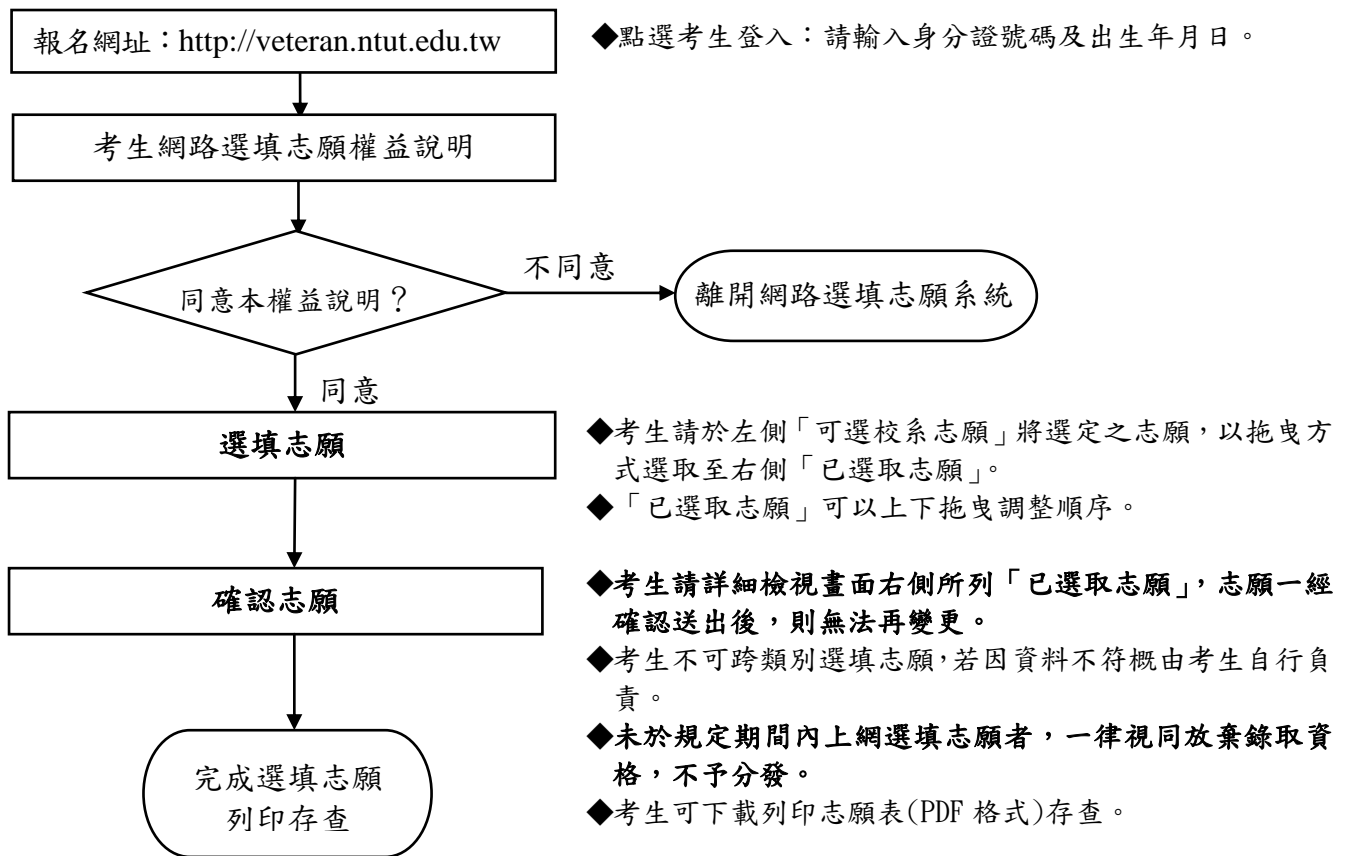 報名網址：http://veteran.ntut.edu.tw
◆點選考生登入：請輸入身分證號碼及出生年月日。
考生網路選填志願權益說明
不同意
同意本權益說明？
離開網路選填志願系統
同意
選填志願
◆考生請於左側「可選校系志願」將選定之志願，以拖曳方
式選取至右側「已選取志願」。
◆「已選取志願」可以上下拖曳調整順序。
確認志願
◆考生請詳細檢視畫面右側所列「已選取志願」，志願一經
確認送出後，則無法再變更。
◆考生不可跨類別選填志願，若因資料不符概由考生自行負
責。
◆未於規定期間內上網選填志願者，一律視同放棄錄取資
格，不予分發。
完成選填志願
列印存查
◆考生可下載列印志願表(PDF 格式)存查。